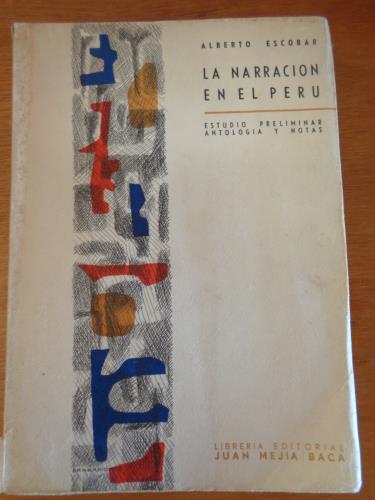 ALBERTO ESCOBAR
LA NARRACION
EN EL PERU
ESTUDIO PRELIMINAR
ANTOLOGIA Y NOTAS
LIBRERIA EDITORIAL
JUAN MEJIA BACA